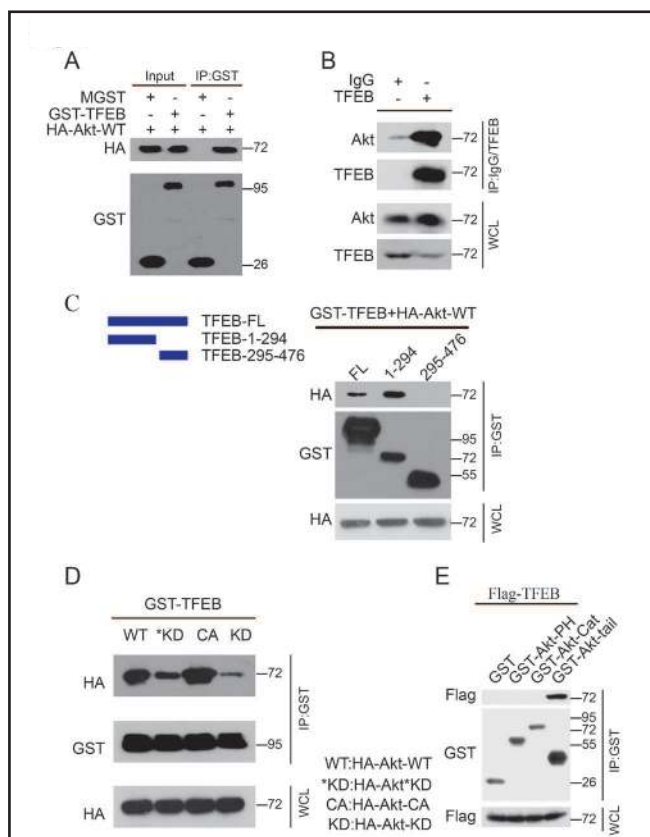 A
Input IP:GST
MGST + - + -
GST-TFEB - + - +
HA-Akt-WT + + + +
HA -72
GST -95
-26
B
IgG + -
TFEB - +
Akt -72
TFEB -72
IP:IgG/TFEB
Akt -72
TFEB -72
WCL
C
TFEB-FL
TFEB-1-294
TFEB-295-476
GST-TFEB+HA-Akt-WT
FL 1-294 295-476
HA -72
GST -95
-72
-55
IP:GST
HA -72
WCL
D
GST-TFEB
WT *KD CA KD
HA -72
GST -95
IP:GST
HA -72
WCL
WT:HA-Akt-WT
*KD:HA-Akt*KD
CA:HA-Akt-CA
KD:HA-Akt-KD
E
Flag-TFEB
GST GST-Akt-PH GST-Akt-Cat GST-Akt-tail
Flag -72
GST 95
72
55
-26
IP:GST
Flag -72
WCL